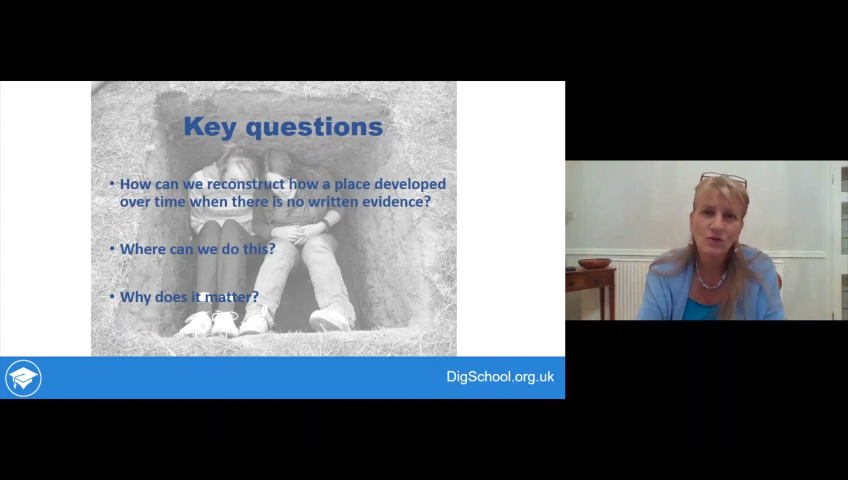 Key questions
• How can we reconstruct how a place developed
over time when there is no written evidence?
• Where can we do this?
• Why does it matter?
DigSchool.org.uk